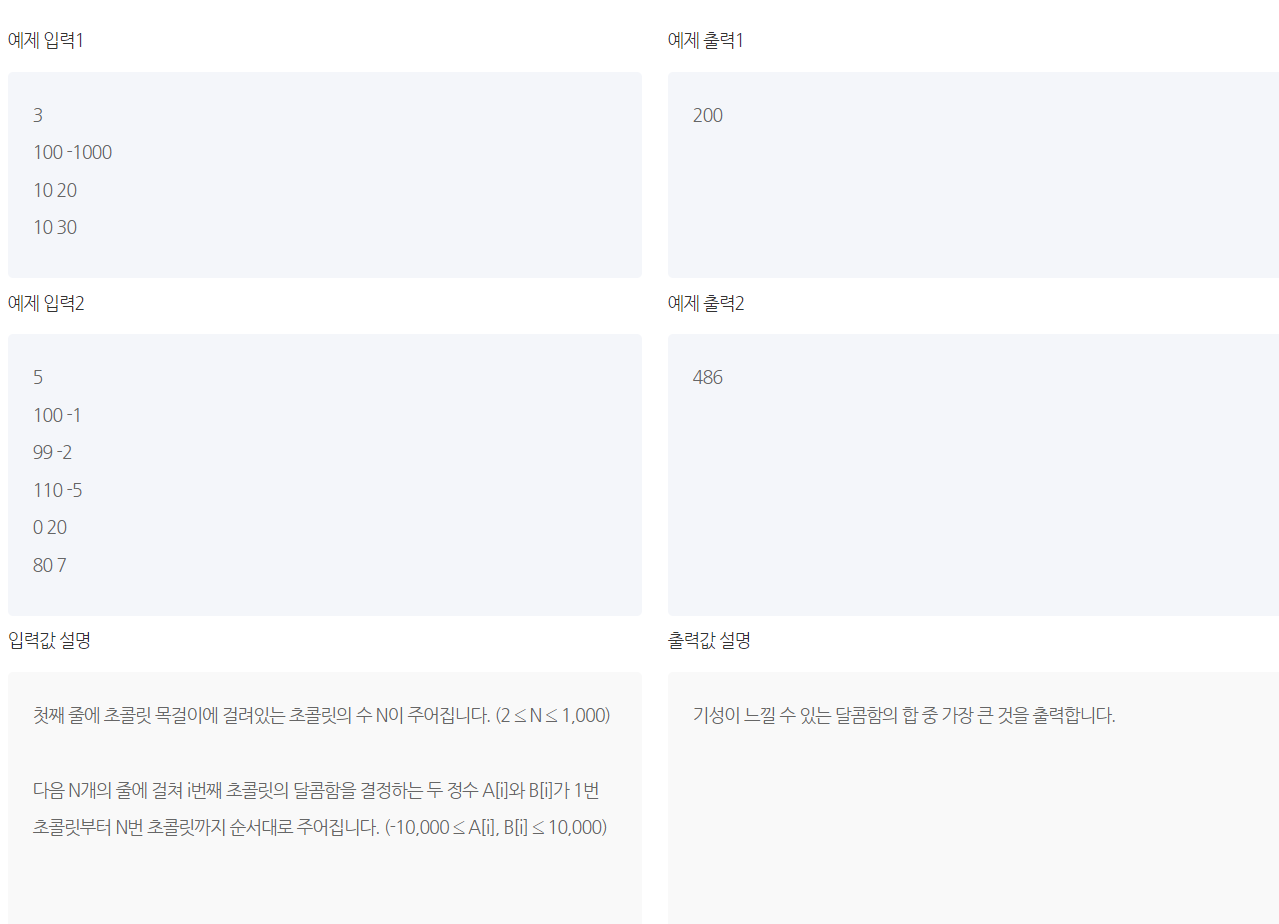 예제 입력1
예제 출력1
3
100 -1000
10 20
10 30
200
예제 입력2
예제 출력2
5
100 -1
99 -2
110 -5
0 20
80 7
486
입력값 설명
출력값 설명
첫째 줄에 초콜릿 목걸이에 걸려있는 초콜릿의 수 N이 주어집니다. (2 ≤ N ≤ 1,000)
다음 N개의 줄에 걸쳐 i번째 초콜릿의 달콤함을 결정하는 두 정수 A[i]와 B[i]가 1번
초콜릿부터 N번 초콜릿까지 순서대로 주어집니다. (-10,000 ≤ A[i], B[i] ≤ 10,000)
기성이 느낄 수 있는 달콤함의 합 중 가장 큰 것을 출력합니다.